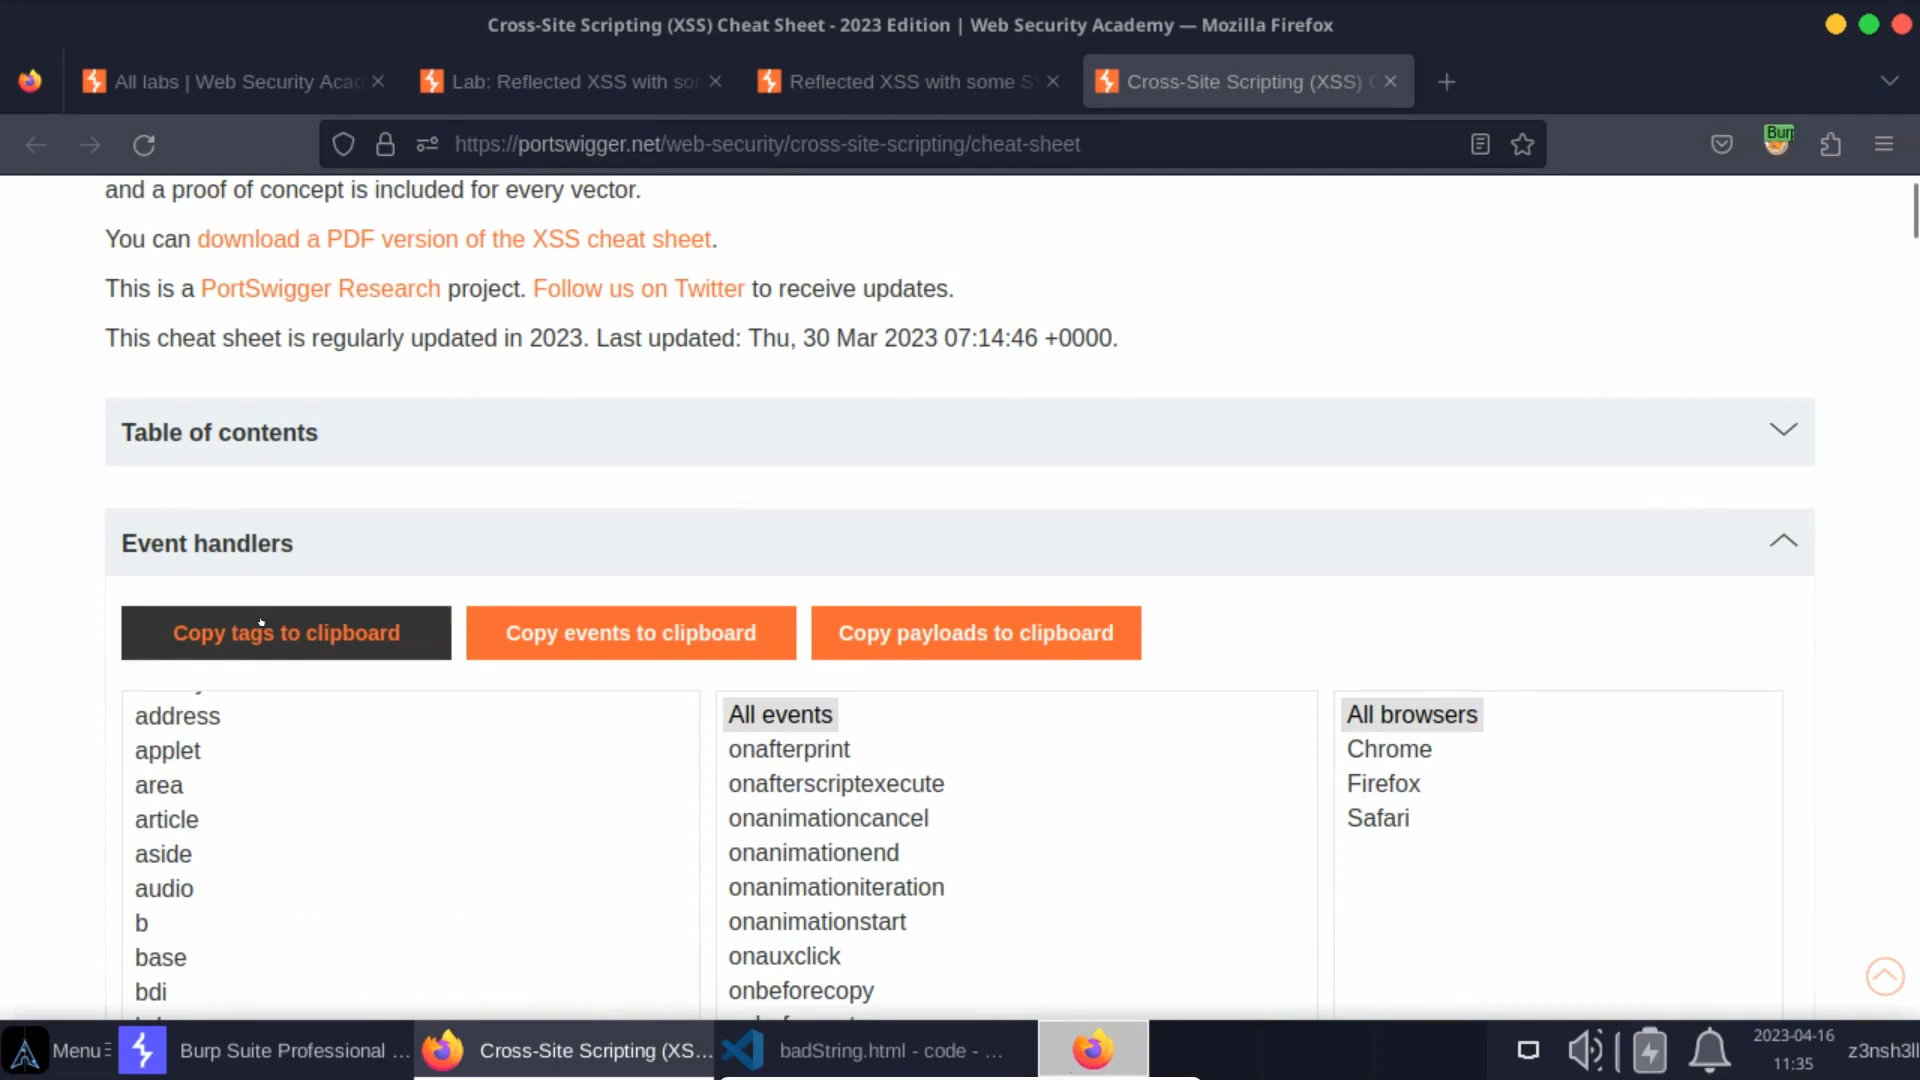 Cross-Site Scripting (XSS) Cheat Sheet - 2023 Edition | Web Security Academy — Mozilla Firefox
All labs | Web Security Acad
Lab: Reflected XSS with so
Reflected XSS with some S
Cross-Site Scripting (XSS) C
https://portswigger.net/web-security/cross-site-scripting/cheat-sheet
Burp
and a proof of concept is included for every vector.
You can download a PDF version of the XSS cheat sheet.
This is a PortSwigger Research project. Follow us on Twitter to receive updates.
This cheat sheet is regularly updated in 2023. Last updated: Thu, 30 Mar 2023 07:14:46 +0000.
Table of contents
Event handlers
Copy tags to clipboard
Copy events to clipboard
Copy payloads to clipboard
address
applet
area
article
aside
audio
b
base
bdi
All events
onafterprint
onafterscriptexecute
onanimationcancel
onanimationend
onanimationiteration
onanimationstart
onauxclick
onbeforecopy
All browsers
Chrome
Firefox
Safari
Menu
Burp Suite Professional ...
Cross-Site Scripting (XS...
badString.html - code - ...
2023-04-16
11:35
z3nsh3ll